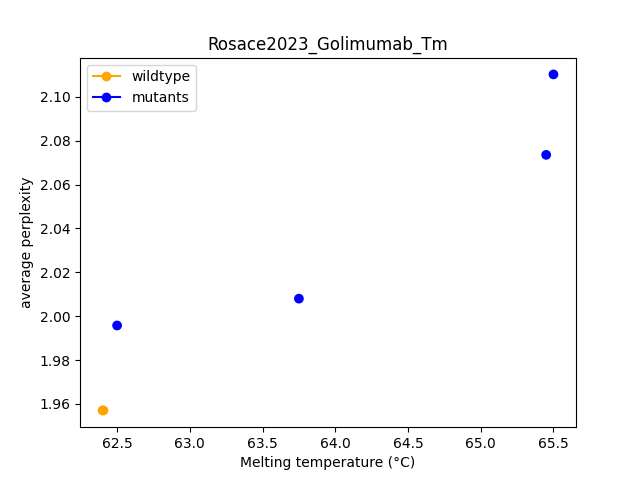 Rosace2023_Golimumab_Tm
wildtype
mutants
2.10
2.08
2.06
2.04
2.02
2.00
1.98
1.96
average perplexity
62.5 63.0 63.5 64.0 64.5 65.0 65.5
Melting temperature (°C)